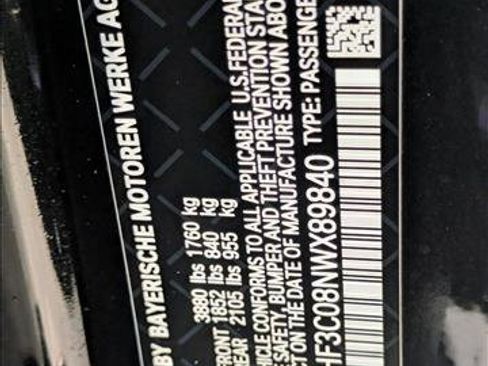 BY BAYERISCHE MOTOREN WERKE AG
3880 lbs 1760 kg
FRONT 1852 lbs 840 kg
REAR 2105 lbs 955 kg
HICLE CONFORMS TO ALL APPLICABLE U.S. FEDERAL
E SAFETY, BUMPER AND THEFT PREVENTION STA
CT ON THE DATE OF MANUFACTURE SHOWN ABO
HF3C08NWX89840 TYPE: PASSENGE